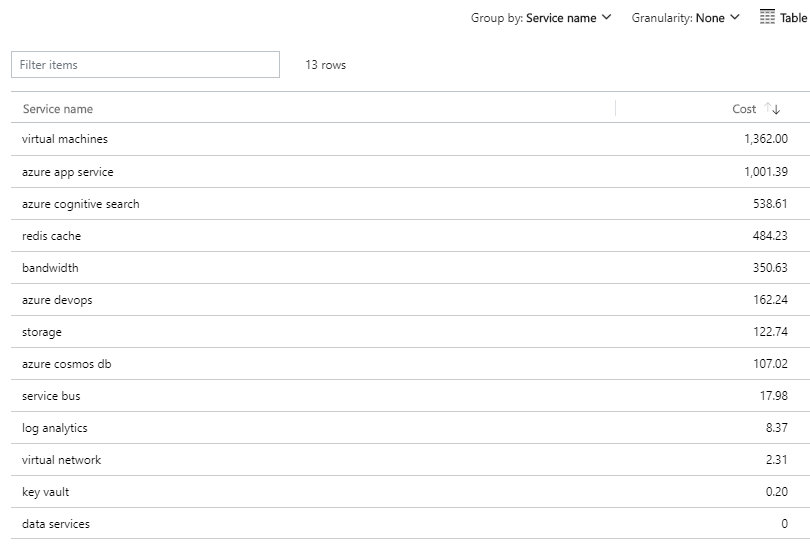 Group by: Service name Granularity: None Table
Filter items 13 rows
Service name Cost
virtual machines 1,362.00
azure app service 1,001.39
azure cognitive search 538.61
redis cache 484.23
bandwidth 350.63
azure devops 162.24
storage 122.74
azure cosmos db 107.02
service bus 17.98
log analytics 8.37
virtual network 2.31
key vault 0.20
data services 0